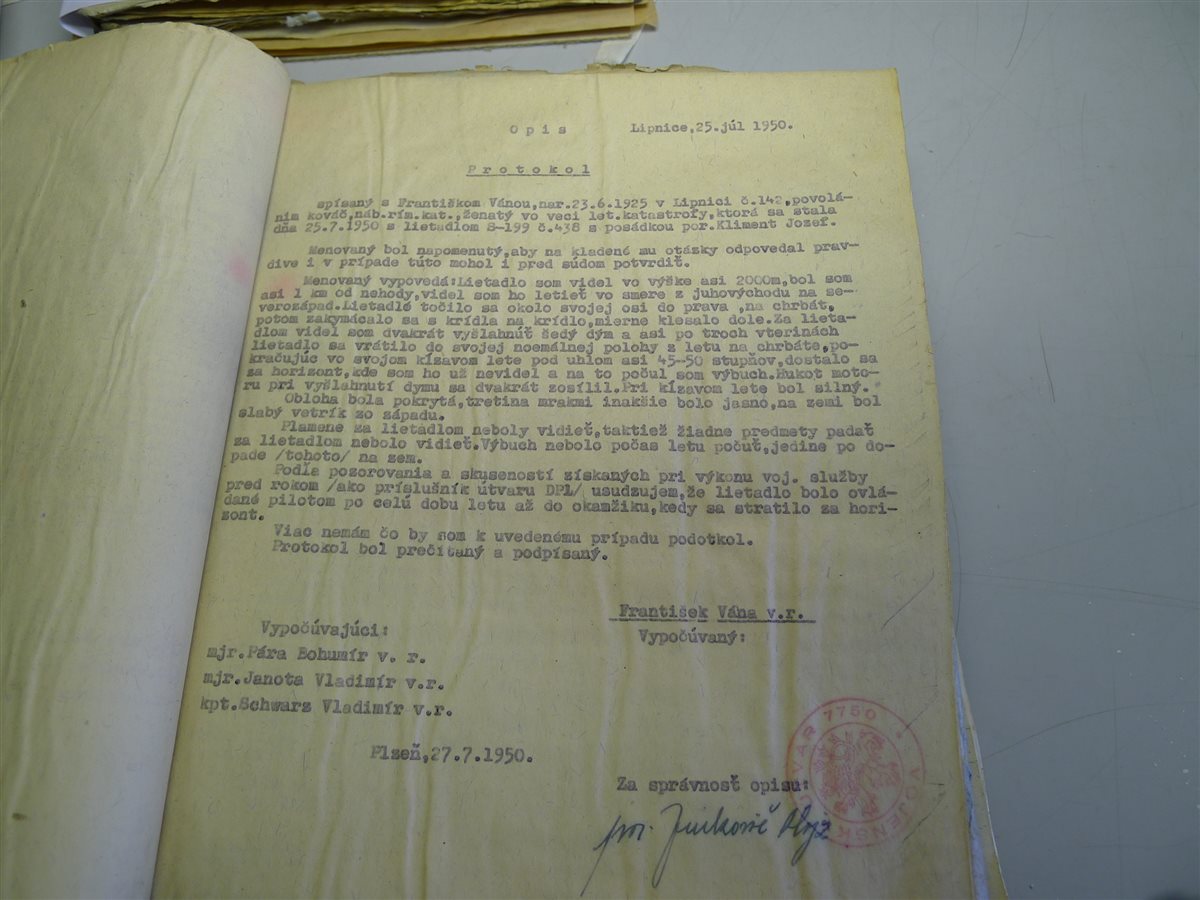 O p i s Lipnice,25.júl 1950.
P r o t o k o l
spísaný s Františkom Vánou,nar.23.6.1925 v Lipnici č.142,povolá-
ním kováč,náb.rím.kat.,ženatý vo veci let.katastrofy,ktorá sa stala
dňa 25.7.1950 s lietadlom S-199 č.438 s posádkou por.Kliment Jozef.
Menovaný bol napomenutý,aby na kladené mu otázky odpovedal prav-
dive i v prípade túto mohol i pred súdom potvrdiť.
Menovaný vypovedá:Lietadlo som videl vo výške asi 2000m,bol som
asi 1 km od nehody,videl som ho letieť vo smere z juhovýchodu na se-
verozápad.Lietadlé točilo sa okolo svojej osi do prava ,na chrbát,
potom zakymácalo sa s krídla na krídlo,mierne klesalo dole.Za lieta-
dlom videl som dvakrát vyšlahnúť šedý dým a asi po troch vterinách
lietadlo sa vrátilo do svojej noemálnej polohy z letu na chrbáte,po-
kračujúc vo svojom kízavom lete pod uhlom asi 45-50 stupňov,dostalo sa
za horizont,kde som ho už nevidel a na to počul som výbuch.Hukot moto-
ru pri vyšlahnutí dymu sa dvakrát zosílil.Pri kízavom lete bol silný.
Obloha bola pokrytá,tretina mrakmi inakšie bolo jasno,na zemi bol
slabý vetrík zo západu.
Plamene za lietadlom neboly vidieť,taktiež žiadne predmety padať
za lietadlom nebolo vidieť.Výbuch nebolo počas letu počuť,jedine po do-
pade /tohoto/ na zem.
Podľa pozorovania a skuseností získaných pri výkonu voj. služby
pred rokom /ako príslušník útvaru DPl/ usudzujem,že lietadlo bolo ovlá-
dané pilotom po celú dobu letu až do okamžiku,kedy sa stratilo za hori-
zont.
Viac nemám čo by som k uvedenému prípadu podotkol.
Protokol bol prečítaný a podpísaný.
František Váha v.r.
Vypočúvajúci: Vypočúvaný:
mjr.Pára Bohumír v. r.
mjr.Janota Vladimír v.r.
kpt.Schwarz Vladimír v.r.
Plzeň,27.7.1950.
Za správnosť opisu:
7750 VOJENSK